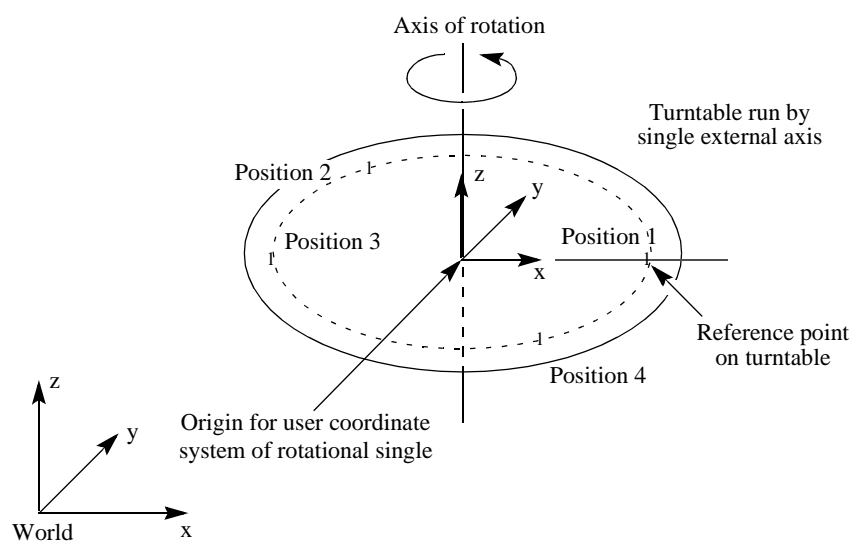 Axis of rotation
Turntable run by
single external axis
Position 2
z
y
Position 3
Position 1
x
Reference point
on turntable
Position 4
z
Origin for user coordinate
system of rotational single
y
World
x